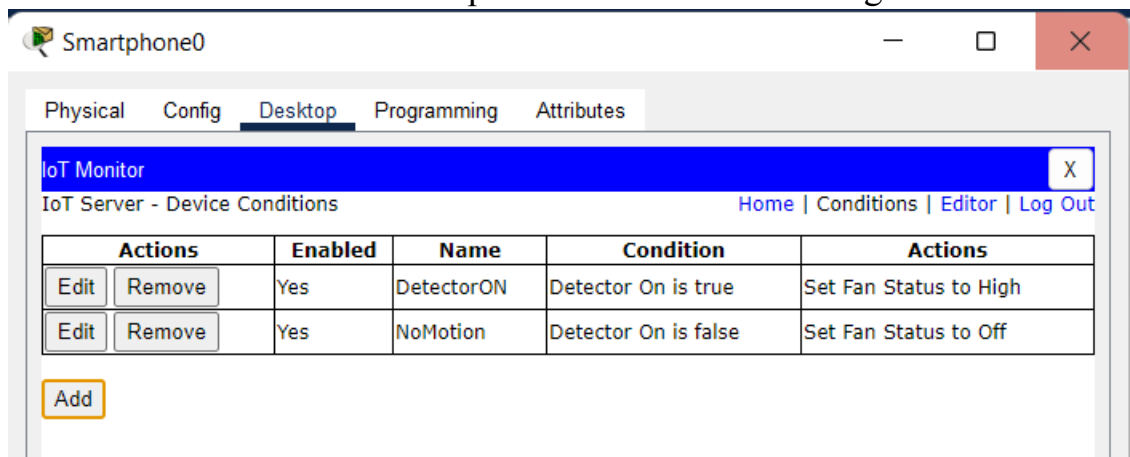 Smartphone0
Physical Config Desktop Programming Attributes
IoT Monitor X
IoT Server - Device Conditions Home | Conditions | Editor | Log Out
Actions Enabled Name Condition Actions
Edit Remove Yes DetectorON Detector On is true Set Fan Status to High
Edit Remove Yes NoMotion Detector On is false Set Fan Status to Off
Add